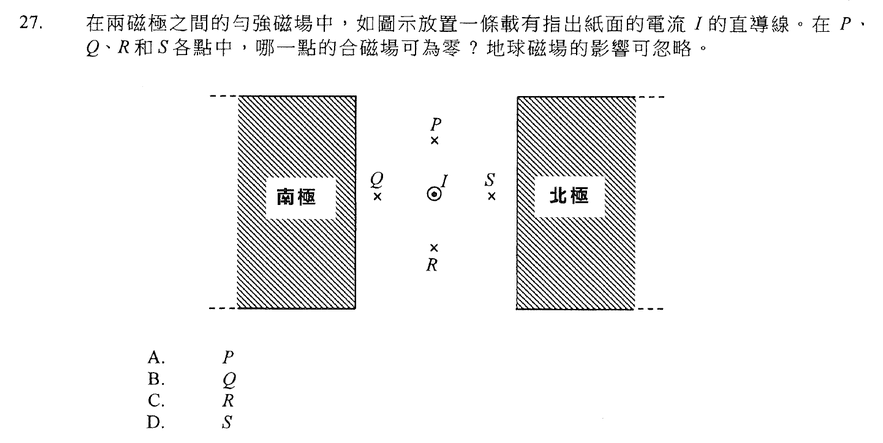 27. 在兩磁極之間的勻強磁場中，如圖示放置一條載有指出紙面的電流 I 的直導線。在 P、
Q、R 和 S 各點中，哪一點的合磁場可為零？地球磁場的影響可忽略。
P
Q I S
南極 北極
R
A. P
B. Q
C. R
D. S